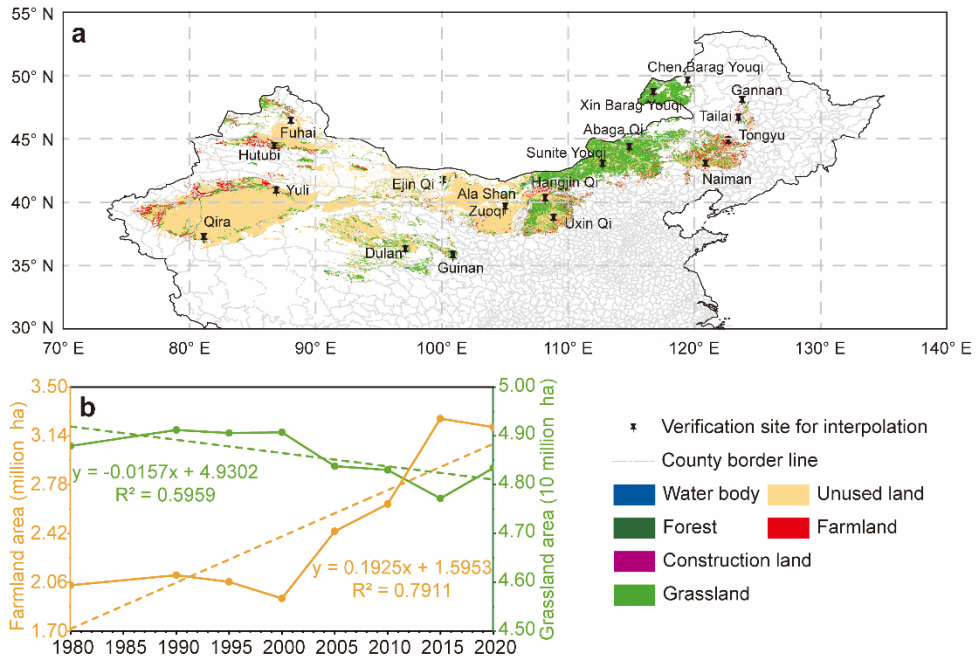 a
55° N
50° N
45° N
40° N
35° N
30° N
70° E
80° E
90° E
100° E
110° E
120° E
130° E
140° E
Chen Barag Youqi
Gannan
Xin Barag Youqi
Tailai
Abaga Qi
Tongyu
Fuhai
Sunite Youqi
Hutubi
Naiman
Ejin Qi
Hangjin Qi
Yuli
Ala Shan
Zuoqi
Qira
Uxin Qi
Dulan
Guinan
b
Farmland area (million ha)
3.50
3.14
2.78
2.42
2.06
1.70
y = -0.0157x + 4.9302
R² = 0.5959
y = 0.1925x + 1.5953
R² = 0.7911
5.00
4.90
4.80
4.70
4.60
4.50
Grassland area (10 million ha)
1980 1985 1990 1995 2000 2005 2010 2015 2020
Verification site for interpolation
County border line
Water body
Unused land
Forest
Farmland
Construction land
Grassland